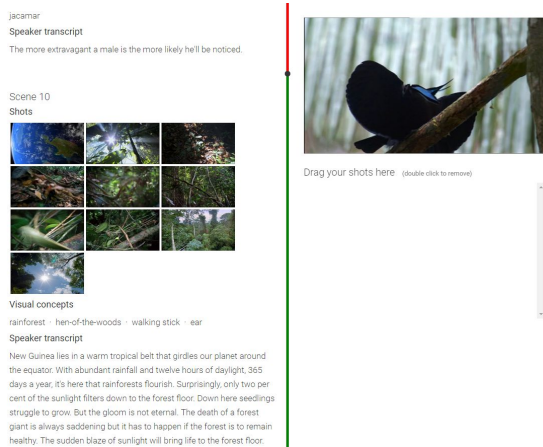 jacamar
Speaker transcript
The more extravagant a male is the more likely he'll be noticed.
Scene 10
Shots
Visual concepts
rainforest · hen-of-the-woods · walking stick · ear
Speaker transcript
New Guinea lies in a warm tropical belt that girdles our planet around
the equator. With abundant rainfall and twelve hours of daylight, 365
days a year, it's here that rainforests flourish. Surprisingly, only two per
cent of the sunlight filters down to the forest floor. Down here seedlings
struggle to grow. But the gloom is not eternal. The death of a forest
giant is always saddening but it has to happen if the forest is to remain
healthy. The sudden blaze of sunlight will bring life to the forest floor.
Drag your shots here (double click to remove)